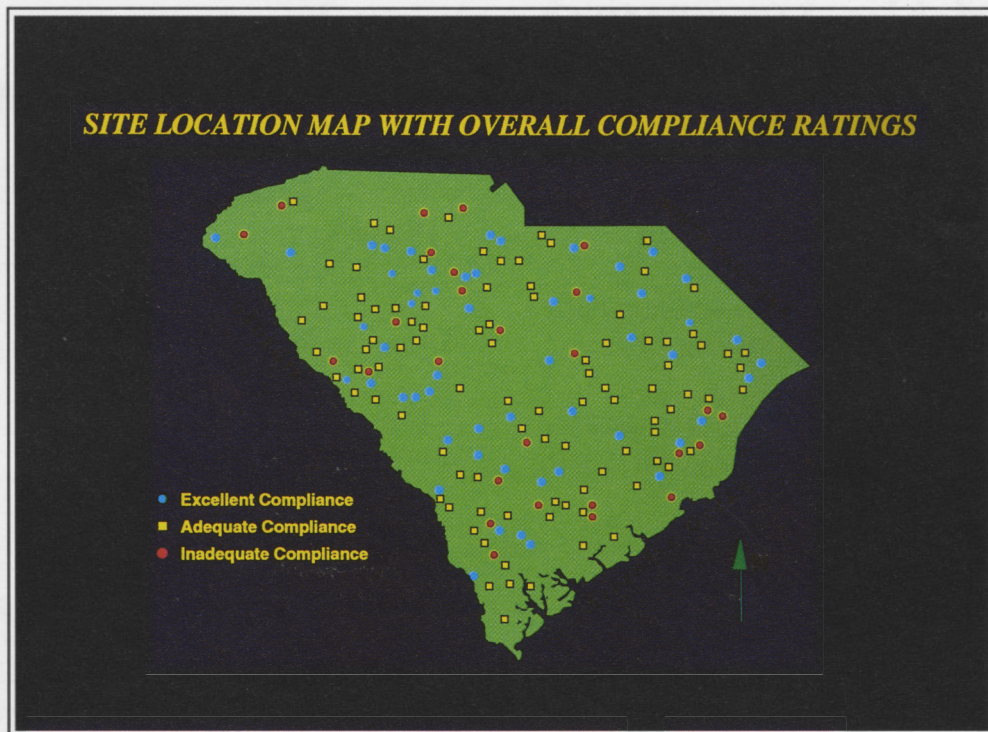 SITE LOCATION MAP WITH OVERALL COMPLIANCE RATINGS
Excellent Compliance
Adequate Compliance
Inadequate Compliance